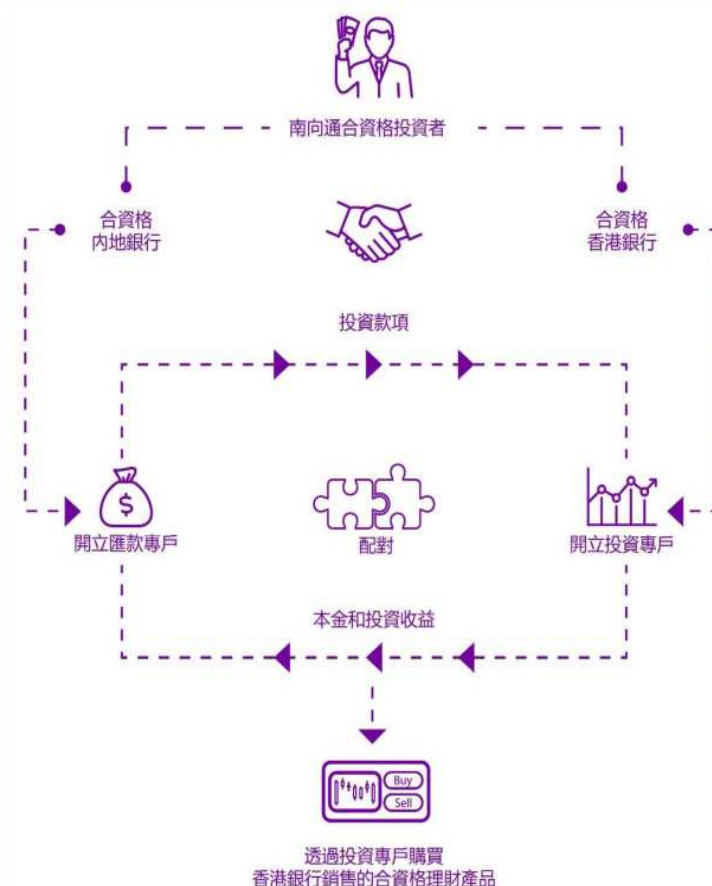 南向通合資格投資者
合資格
內地銀行
合資格
香港銀行
投資款項
$
開立匯款專戶
配對
開立投資專戶
本金和投資收益
Buy
Sell
透過投資專戶購買
香港銀行銷售的合資格理財產品